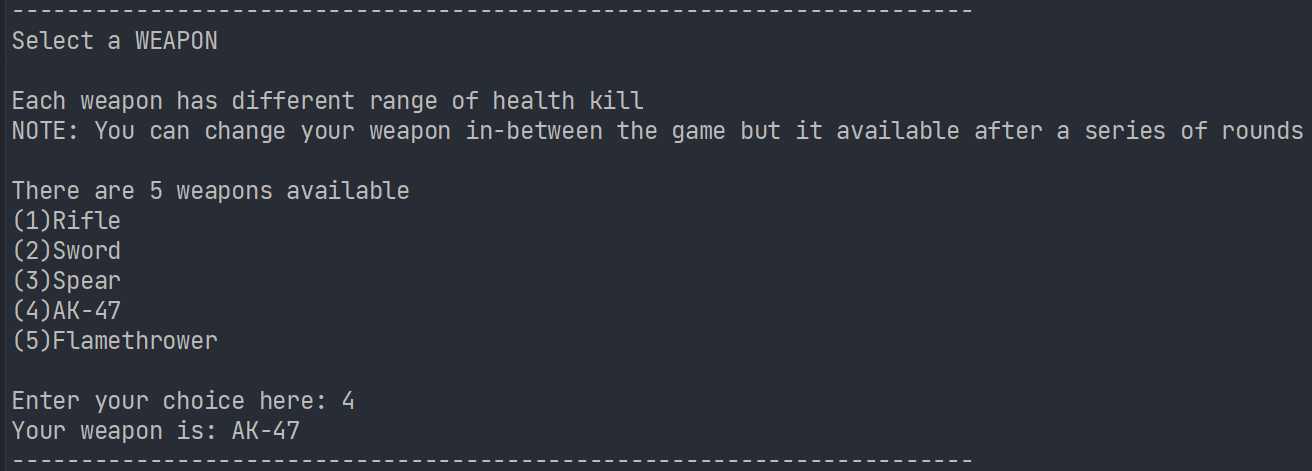 ----------------------------------------------------------------------
Select a WEAPON
Each weapon has different range of health kill
NOTE: You can change your weapon in-between the game but it available after a series of rounds
There are 5 weapons available
(1)Rifle
(2)Sword
(3)Spear
(4)AK-47
(5)Flamethrower
Enter your choice here: 4
Your weapon is: AK-47
----------------------------------------------------------------------